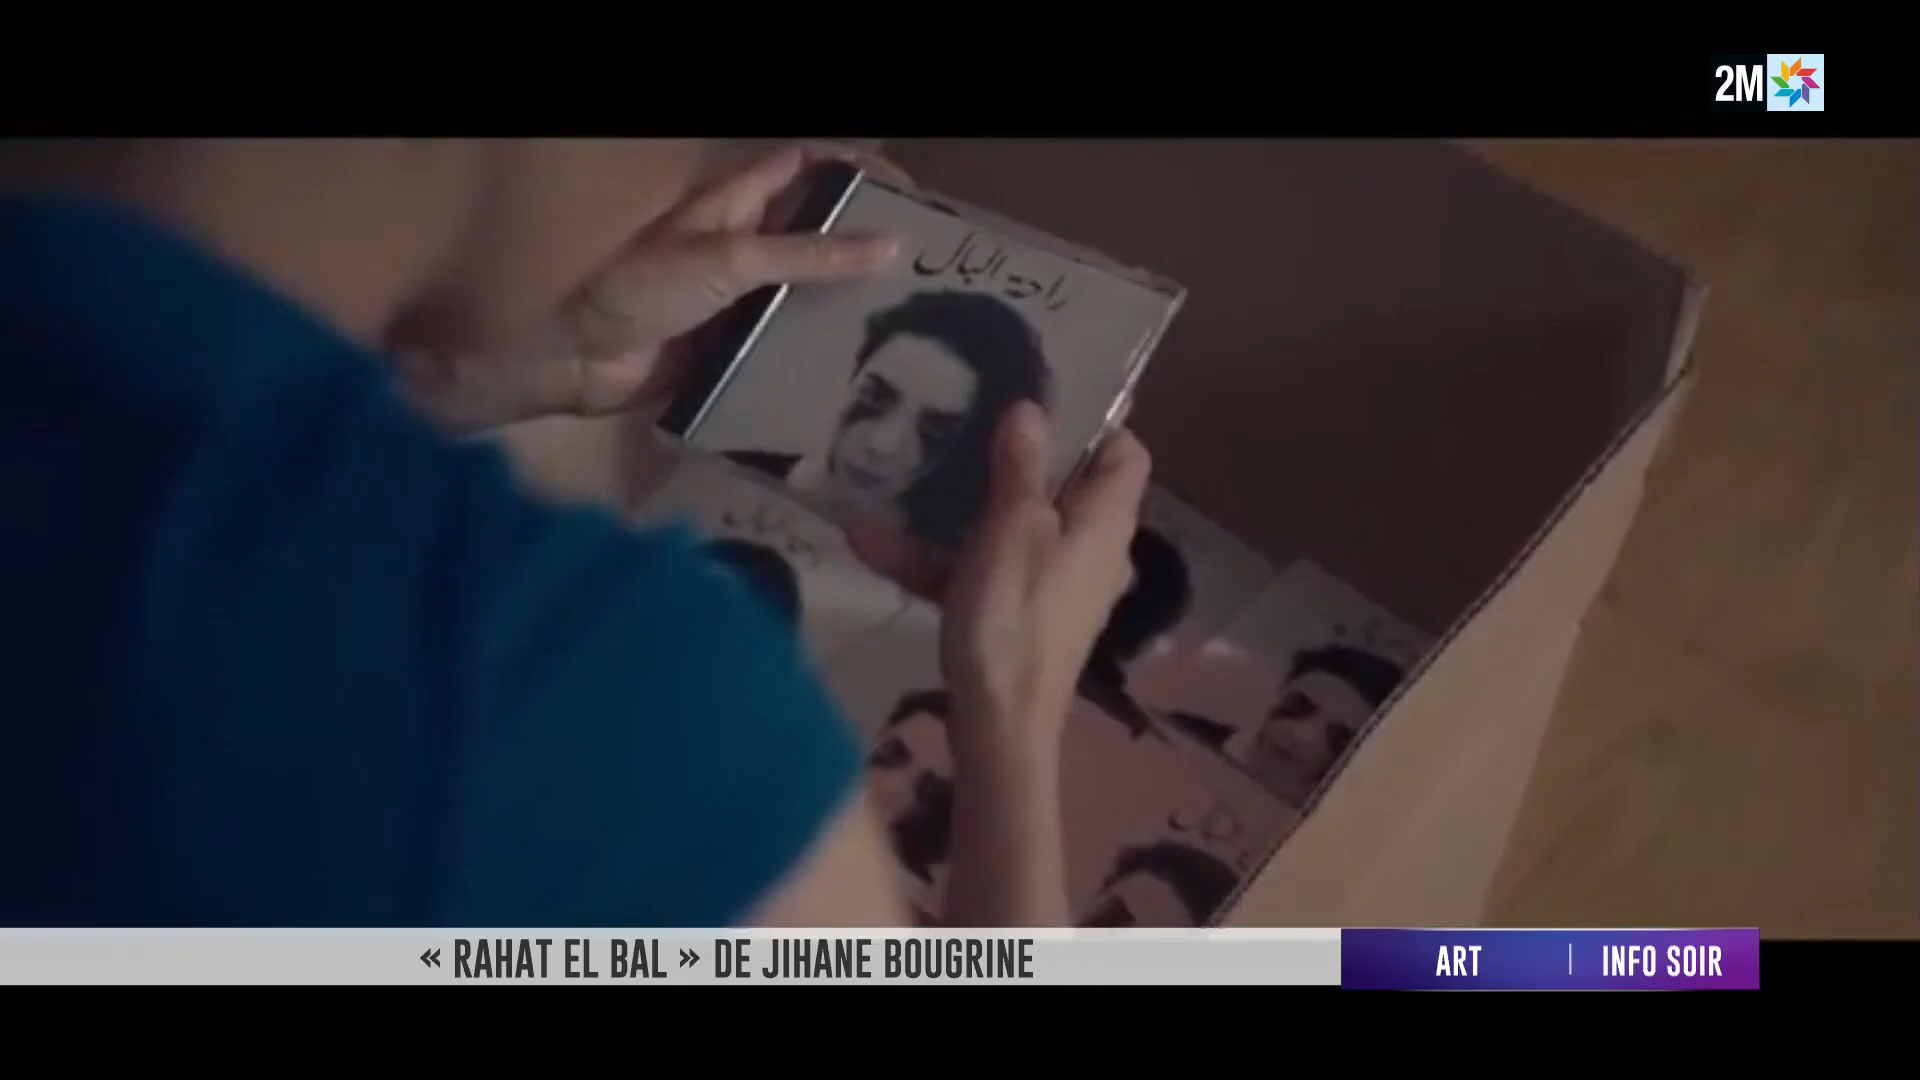 2M
راحة البال
« RAHAT EL BAL » DE JIHANE BOUGRINE
ART
INFO SOIR